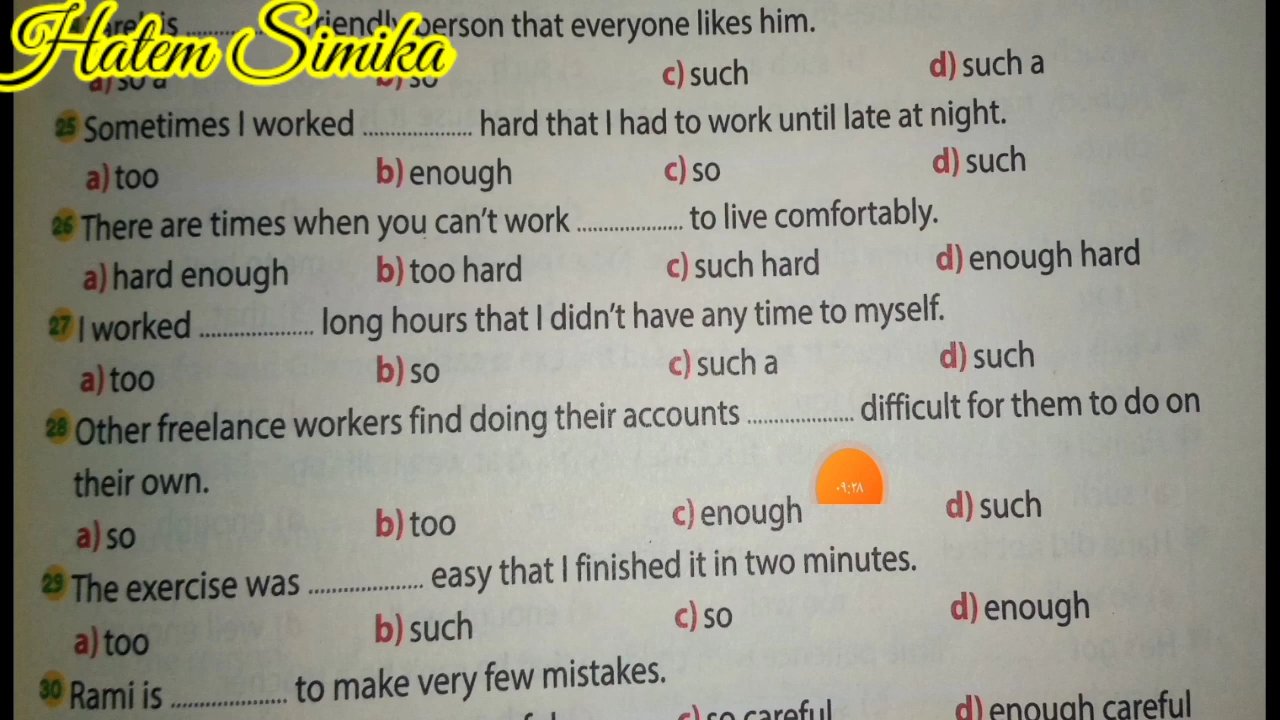 Hatem Simika
is .......... friendly person that everyone likes him.
a) so a b) so c) such d) such a
25 Sometimes I worked .................. hard that I had to work until late at night.
a) too b) enough c) so d) such
26 There are times when you can't work .................. to live comfortably.
a) hard enough b) too hard c) such hard d) enough hard
27 I worked .................. long hours that I didn't have any time to myself.
a) too b) so c) such a d) such
28 Other freelance workers find doing their accounts .................. difficult for them to do on
their own.
٠٩:٢٨
a) so b) too c) enough d) such
29 The exercise was .................. easy that I finished it in two minutes.
a) too b) such c) so d) enough
30 Rami is .................. to make very few mistakes.
c) so careful d) enough careful